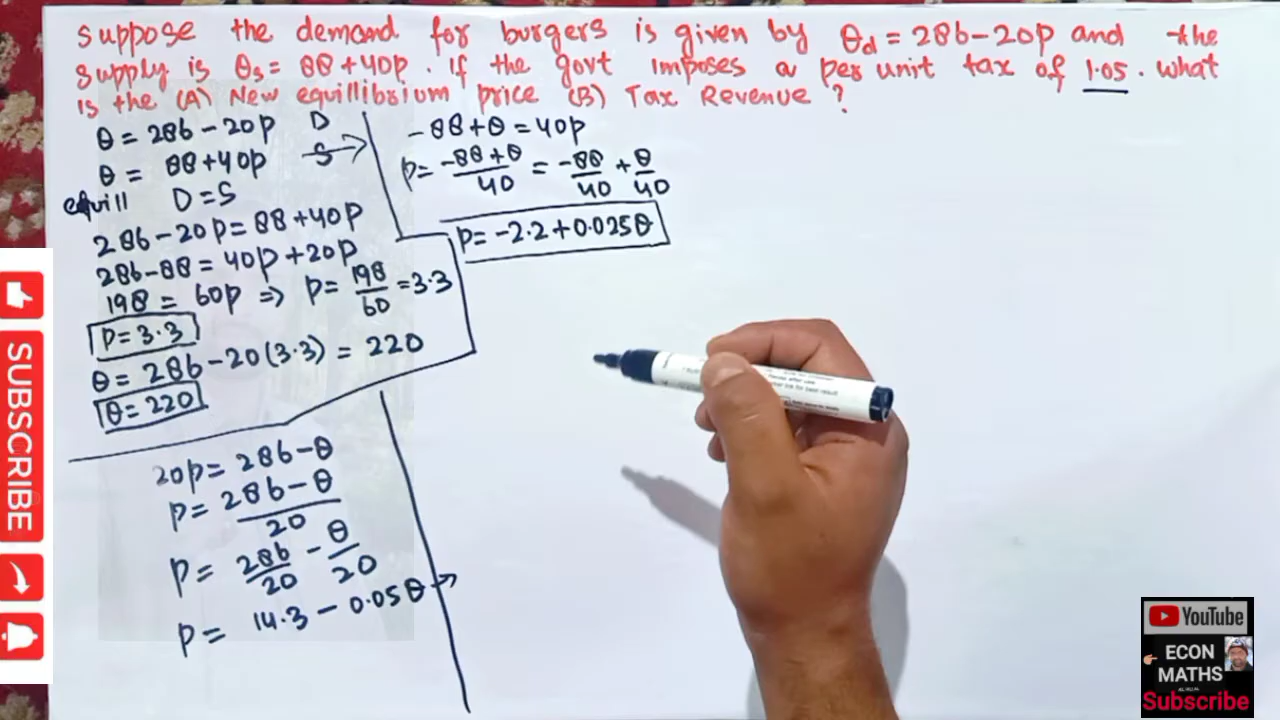 suppose the demand for burgers is given by Qd = 286-20p and the
supply is Qs = 88+40p. If the govt imposes a per unit tax of 1.05. what
is the (A) New equillibrium price (B) Tax Revenue ?
Q = 286-20p D
Q = 88+40p S
equill D=S
286-20p = 88+40p
286-88 = 40p+20p
198 = 60p => p = 198/60 = 3.3
p = 3.3
Q = 286-20(3.3) = 220
Q = 220
20p = 286-Q
p = 286-Q/20
p = 286/20 - Q/20
p = 14.3 - 0.05Q
-88+Q = 40p
p = -88+Q/40 = -88/40 + Q/40
p = -2.2+0.025Q
SUBSCRIBE
YouTube
ECON
MATHS
Subscribe